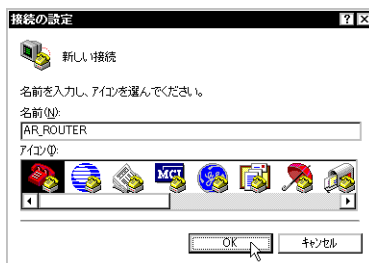 接続の設定
新しい接続
名前を入力し、アイコンを選んでください。
名前(N):
AR_ROUTER
アイコン(I):
MCI
OK
キャンセル